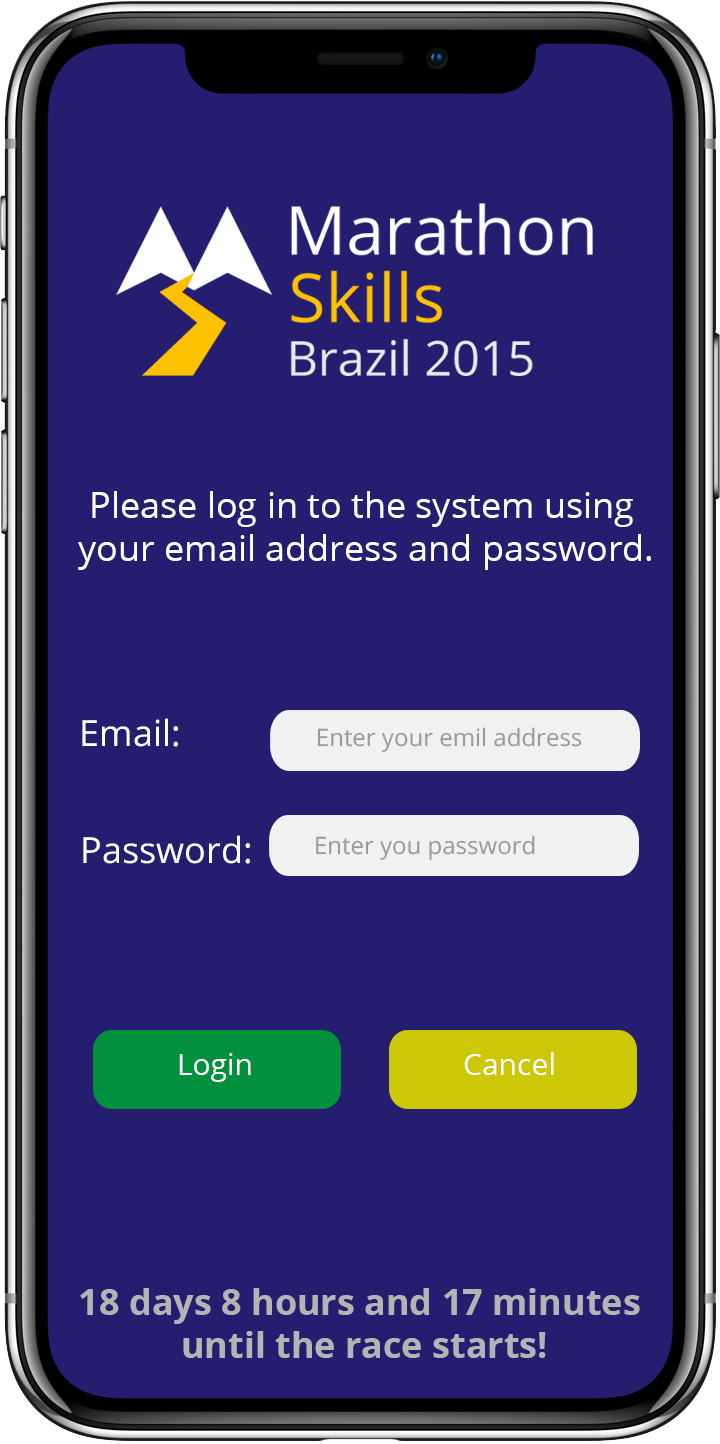 Marathon
Skills
Brazil 2015
Please log in to the system using
your email address and password.
Email:
Enter your emil address
Password:
Enter you password
Login
Cancel
18 days 8 hours and 17 minutes
until the race starts!